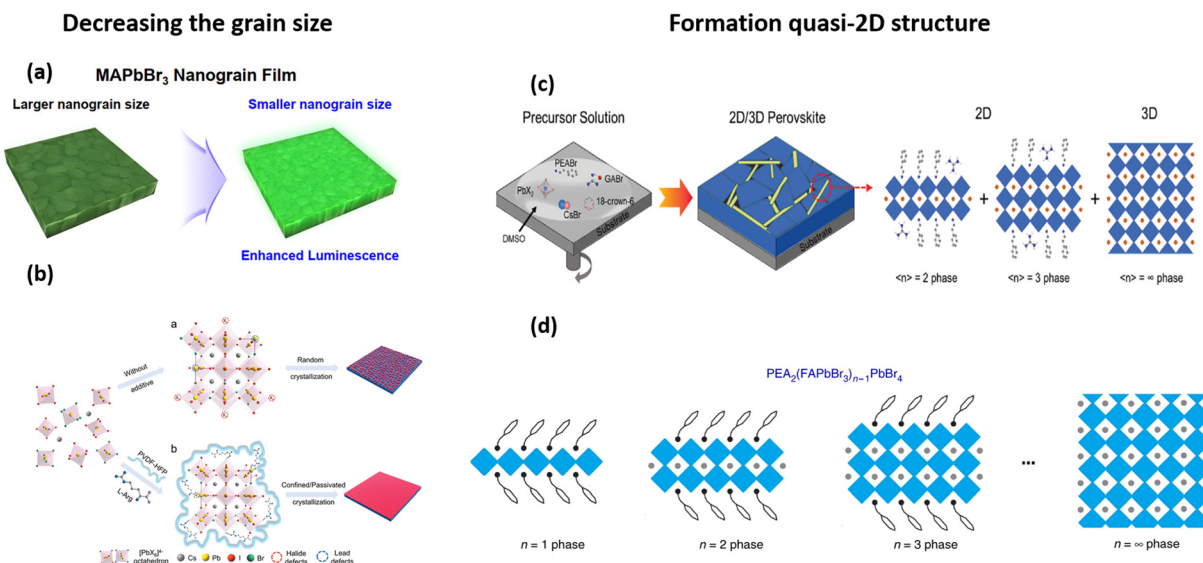 Decreasing the grain size
Formation quasi-2D structure
(a)
MAPbBr₃ Nanograin Film
Larger nanograin size
Smaller nanograin size
Enhanced Luminescence
(b)
a
Without
additive
Random
crystallization
PVDF-HFP
L-Arg
b
Confined/Passivated
crystallization
[PbX₆]⁴⁻
octahedron
Cs
Pb
I
Br
Halide
defects
Lead
defects
(c)
Precursor Solution
PEABr
PbX₂
GABr
18-crown-6
CsBr
DMSO
Substrate
2D/3D Perovskite
Substrate
2D
3D
+
+
<n> = 2 phase
<n> = 3 phase
<n> = ∞ phase
(d)
PEA₂(FAPbBr₃)ₙ₋₁PbBr₄
...
n = 1 phase
n = 2 phase
n = 3 phase
n = ∞ phase